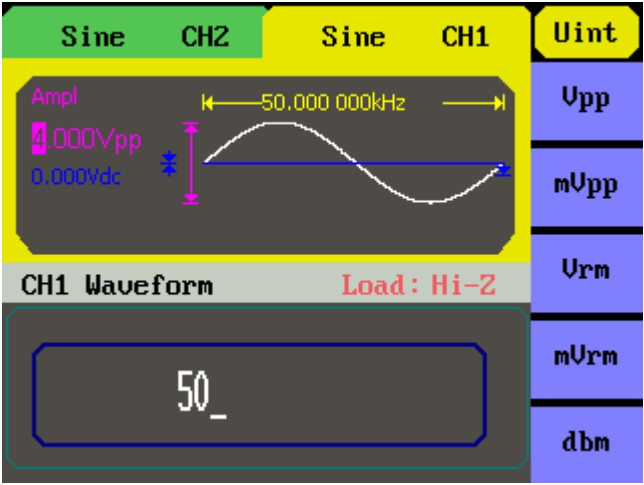 Sine CH2 Sine CH1 Uint
Ampl
50.000 000kHz
4.000Vpp
0.000Vdc
Vpp
mVpp
CH1 Waveform Load: Hi-Z
Vrm
50_
mVrm
dbm